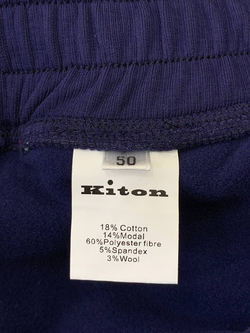 50
Kiton
18% Cotton
14%Modal
60%Polyester fibre
5%Spandex
3%Wool